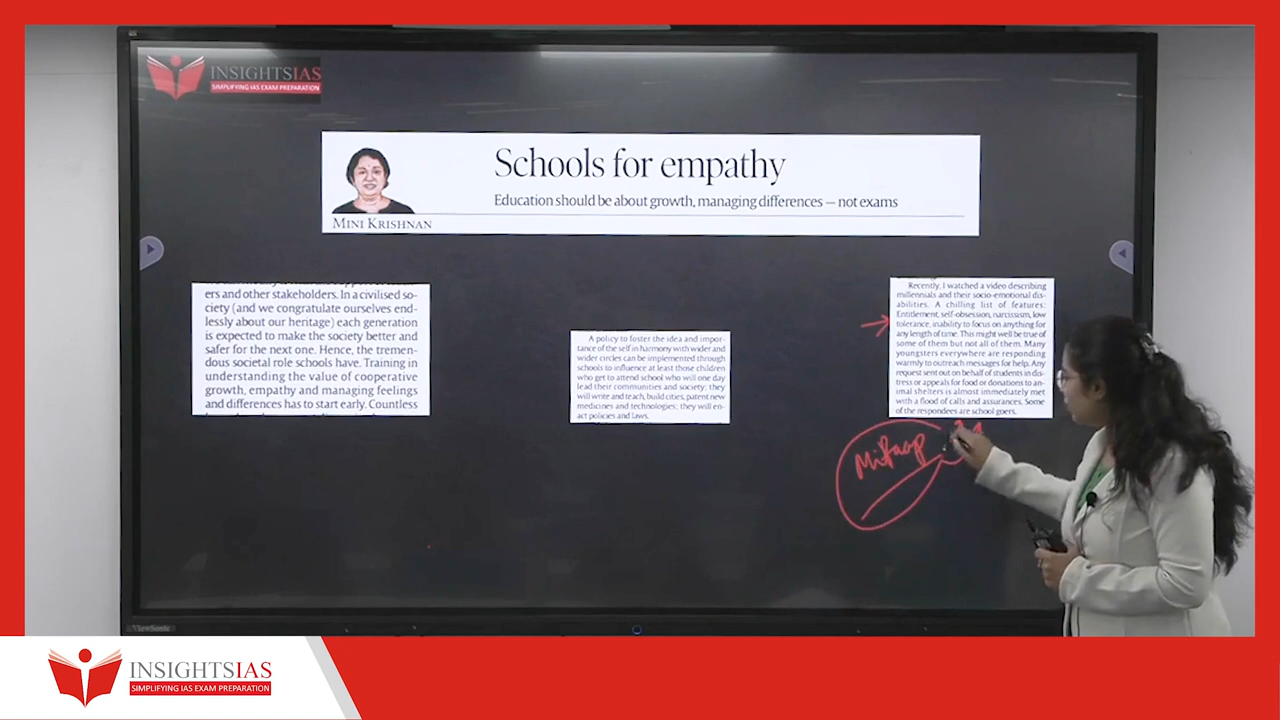 INSIGHTSIAS
SIMPLIFYING IAS EXAM PREPARATION
Schools for empathy
Education should be about growth, managing differences — not exams
MINI KRISHNAN
ers and other stakeholders. In a civilised so-
ciety (and we congratulate ourselves end-
lessly about our heritage) each generation
is expected to make the society better and
safer for the next one. Hence, the tremen-
dous societal role schools have. Training in
understanding the value of cooperative
growth, empathy and managing feelings
and differences has to start early. Countless
A policy to foster the idea and impor-
tance of the self in harmony with wider and
wider circles can be implemented through
schools to influence at least those children
who get to attend school who will one day
lead their communities and society; they
will write and teach, build cities, patent new
medicines and technologies; they will en-
act policies and laws.
Recently, I watched a video describing
millennials and their socio-emotional dis-
abilities. A chilling list of features:
Entitlement, self-obsession, narcissism, low
tolerance, inability to focus on anything for
any length of time. This might well be true of
some of them but not all of them. Many
youngsters everywhere are responding
warmly to outreach messages for help. Any
request sent out on behalf of students in dis-
tress or appeals for food or donations to an-
imal shelters is almost immediately met
with a flood of calls and assurances. Some
of the respondees are school goers.
ViewSonic
INSIGHTSIAS
SIMPLIFYING IAS EXAM PREPARATION